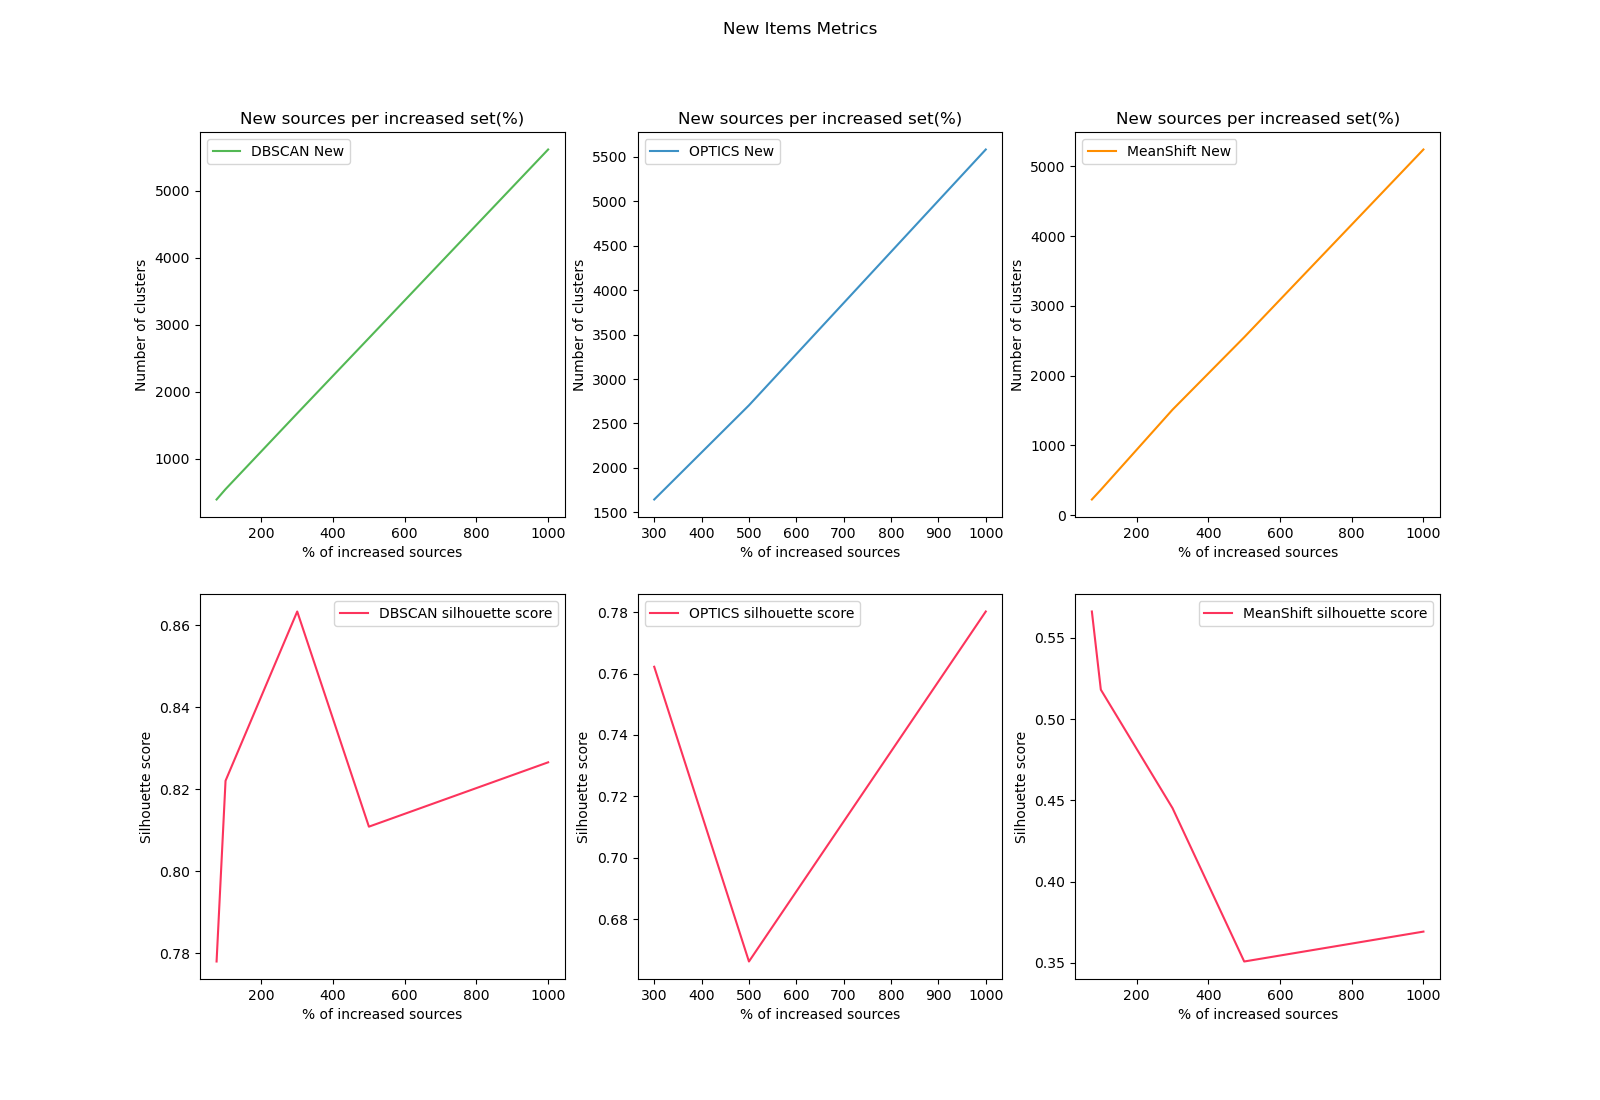 New Items Metrics
New sources per increased set(%)
DBSCAN New
5000
4000
3000
2000
1000
Number of clusters
200 400 600 800 1000
% of increased sources
New sources per increased set(%)
OPTICS New
5500
5000
4500
4000
3500
3000
2500
2000
1500
Number of clusters
300 400 500 600 700 800 900 1000
% of increased sources
New sources per increased set(%)
MeanShift New
5000
4000
3000
2000
1000
0
Number of clusters
200 400 600 800 1000
% of increased sources
DBSCAN silhouette score
0.86
0.84
0.82
0.80
0.78
Silhouette score
200 400 600 800 1000
% of increased sources
OPTICS silhouette score
0.78
0.76
0.74
0.72
0.70
0.68
Silhouette score
300 400 500 600 700 800 900 1000
% of increased sources
MeanShift silhouette score
0.55
0.50
0.45
0.40
0.35
Silhouette score
200 400 600 800 1000
% of increased sources